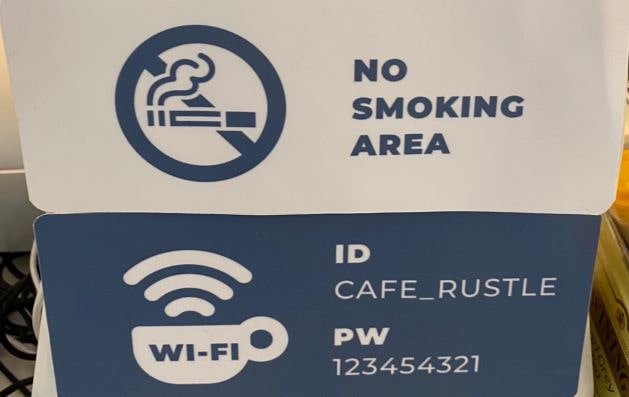 NO
SMOKING
AREA
ID
CAFE_RUSTLE
WI-FI
PW
123454321